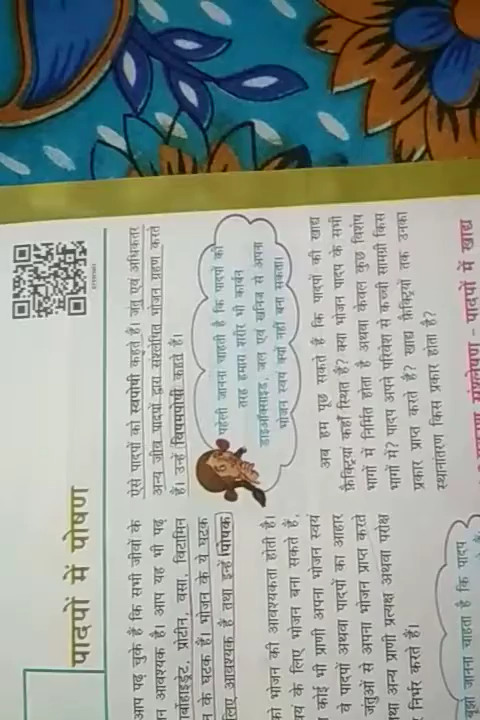 पादपों में पोषण
आप पढ़ चुके हैं कि सभी जीवों के
न आवश्यक है। आप यह भी पढ़
र्बोहाइड्रेट, प्रोटीन, वसा, विटामिन
न के घटक हैं। भोजन के ये घटक
लिए आवश्यक हैं तथा इन्हें पोषक
को भोजन की आवश्यकता होती है।
यं के लिए भोजन बना सकते हैं,
कोई भी प्राणी अपना भोजन स्वयं
वे पादपों अथवा पादपों का आहार
जंतुओं से अपना भोजन प्राप्त करते
था अन्य प्राणी प्रत्यक्ष अथवा परोक्ष
निर्भर करते हैं।
बूझो जानना चाहता है कि पादप
ऐसे पादपों को स्वपोषी कहते हैं। जंतु एवं अधिकतर
अन्य जीव पादपों द्वारा संश्लेषित भोजन ग्रहण करते
हैं। उन्हें विषमपोषी कहते हैं।
पहेली जानना चाहती है कि पादपों की
तरह हमारा शरीर भी कार्बन
डाइऑक्साइड, जल एवं खनिज से अपना
भोजन स्वयं क्यों नहीं बना सकता।
अब हम पूछ सकते हैं कि पादपों की खाद्य
फ़ैक्ट्रियाँ कहाँ स्थित हैं? क्या भोजन पादप के सभी
भागों में निर्मित होता है अथवा केवल कुछ विशेष
भागों में? पादप अपने परिवेश से कच्ची सामग्री किस
प्रकार प्राप्त करते हैं? खाद्य फ़ैक्ट्रियों तक उनका
स्थानांतरण किस प्रकार होता है?
संश्लेषण - पादपों में खाद्य